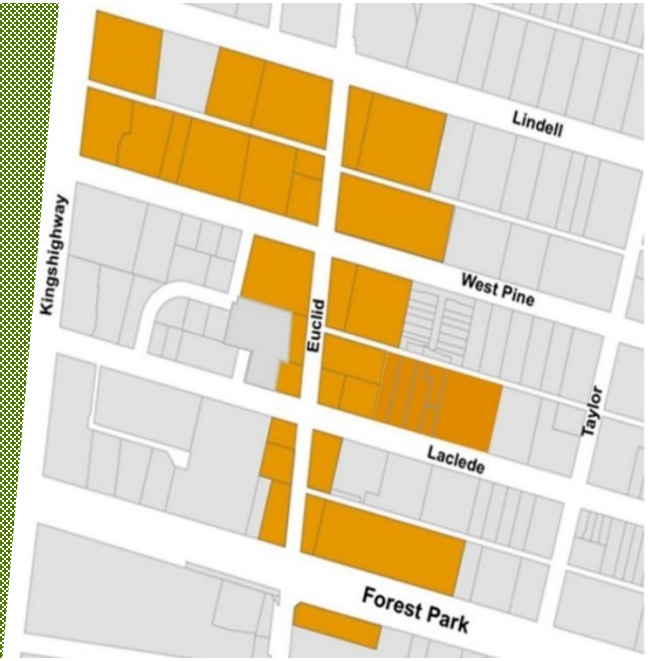 Lindell
Kingshighway
West Pine
Euclid
Taylor
Laclede
Forest Park